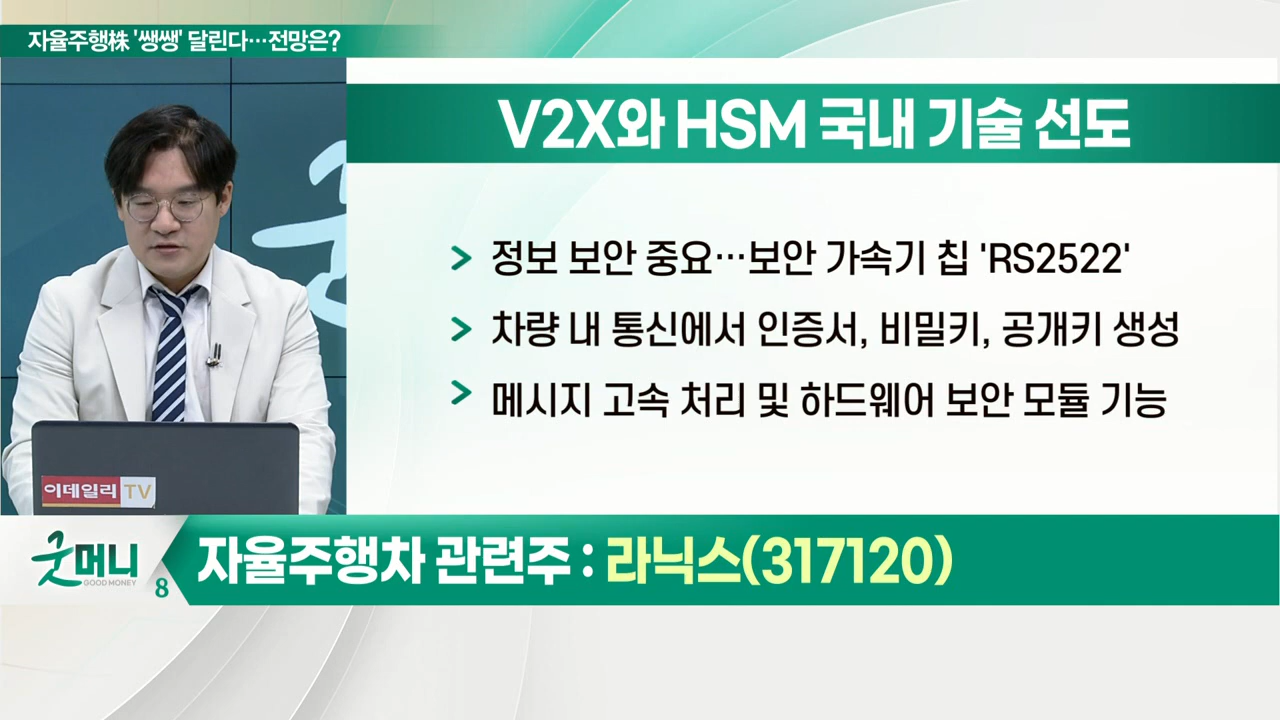 자율주행株 '쌩쌩' 달린다…전망은?
V2X와 HSM 국내 기술 선도
정보 보안 중요…보안 가속기 칩 'RS2522'
차량 내 통신에서 인증서, 비밀키, 공개키 생성
메시지 고속 처리 및 하드웨어 보안 모듈 기능
이데일리 TV
굿머니
GOOD MONEY
8
자율주행차 관련주 : 라닉스(317120)